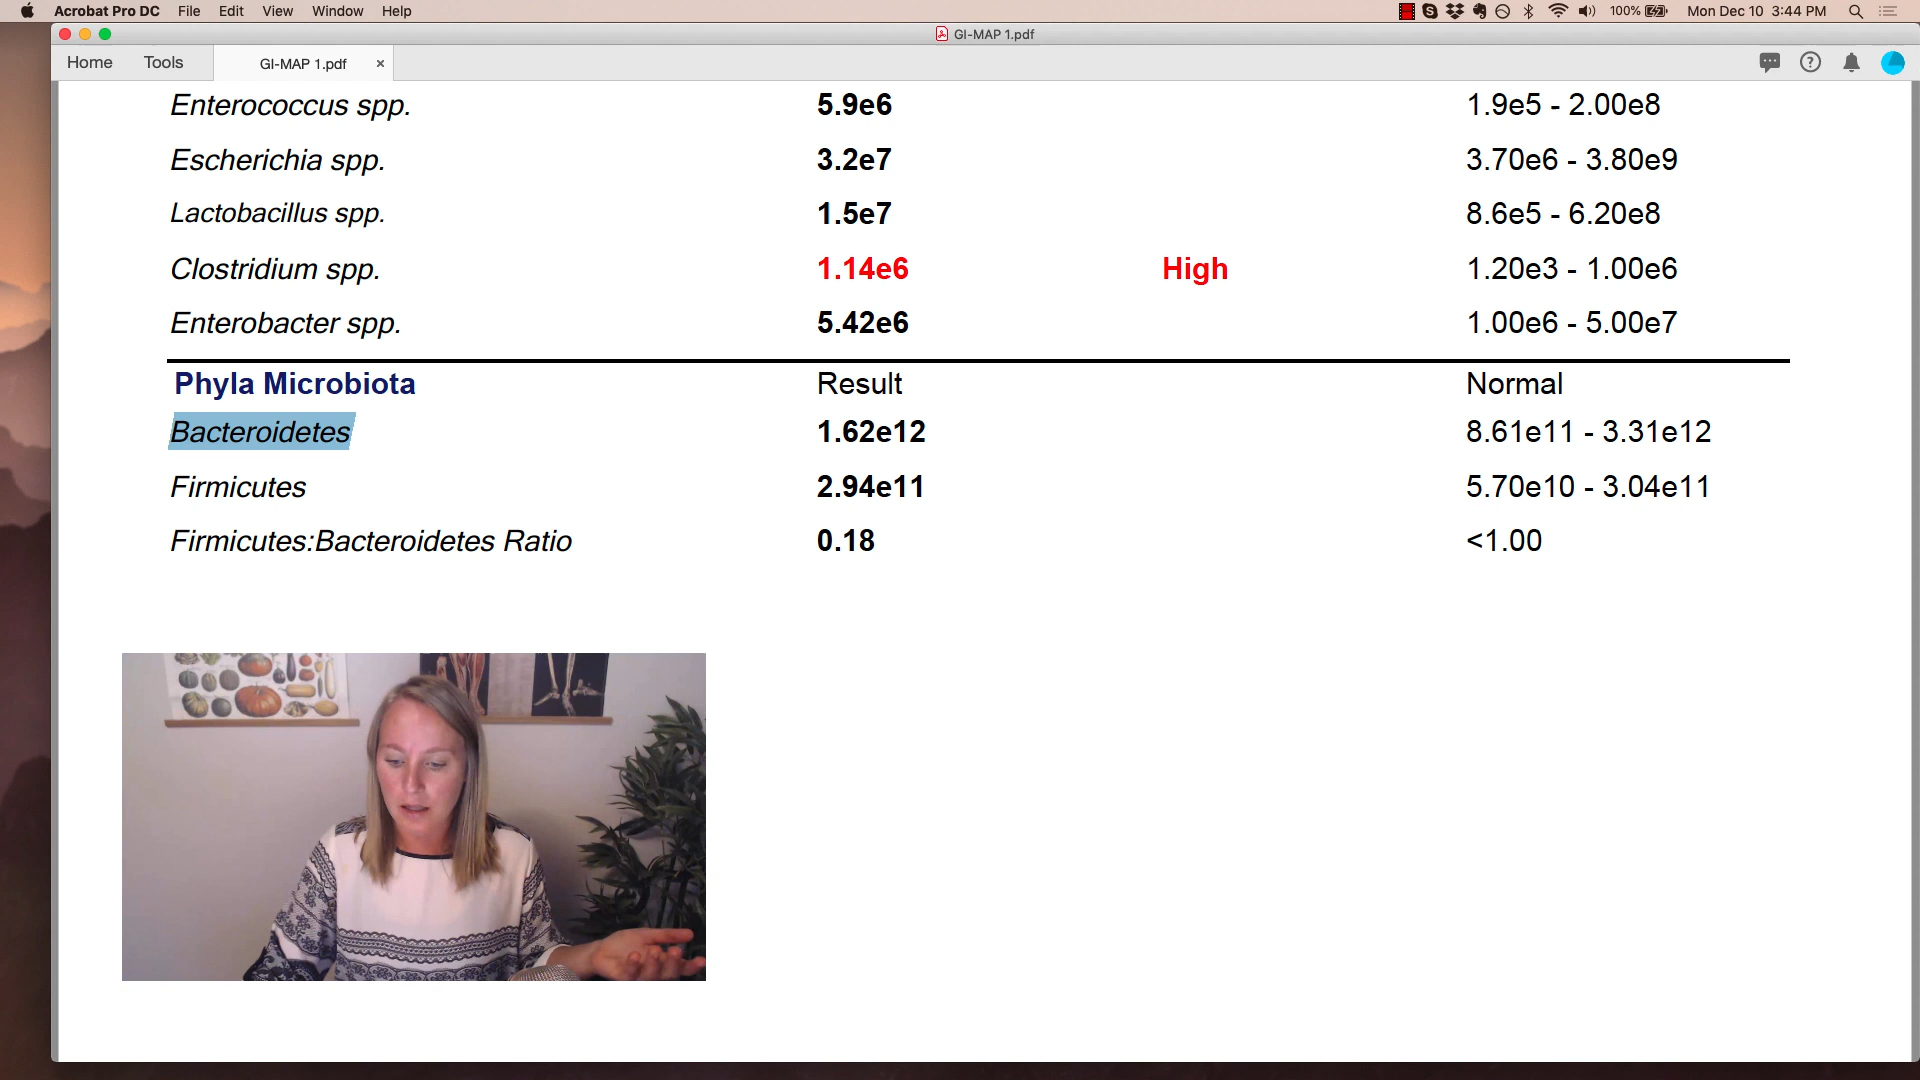 Acrobat Pro DC File Edit View Window Help 100% Mon Dec 10 3:44 PM
GI-MAP 1.pdf
Home Tools GI-MAP 1.pdf ×
Enterococcus spp. 5.9e6 1.9e5 - 2.00e8
Escherichia spp. 3.2e7 3.70e6 - 3.80e9
Lactobacillus spp. 1.5e7 8.6e5 - 6.20e8
Clostridium spp. 1.14e6 High 1.20e3 - 1.00e6
Enterobacter spp. 5.42e6 1.00e6 - 5.00e7
Phyla Microbiota Result Normal
Bacteroidetes 1.62e12 8.61e11 - 3.31e12
Firmicutes 2.94e11 5.70e10 - 3.04e11
Firmicutes:Bacteroidetes Ratio 0.18 <1.00